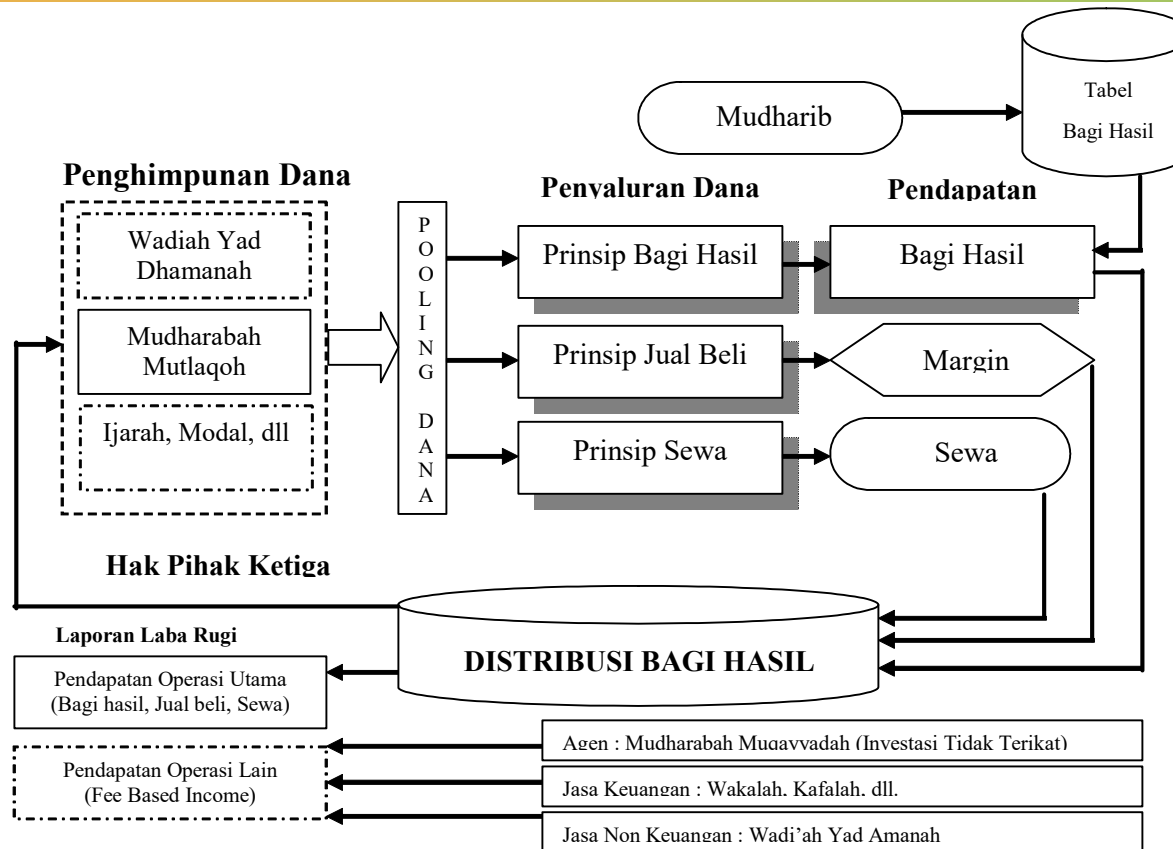 Mudharib
Tabel
Bagi Hasil
Penghimpunan Dana
Penyaluran Dana
Pendapatan
Wadiah Yad
Dhamanah
Mudharabah
Mutlaqoh
Ijarah, Modal, dll
POOLING DANA
Prinsip Bagi Hasil
Bagi Hasil
Prinsip Jual Beli
Margin
Prinsip Sewa
Sewa
Hak Pihak Ketiga
Laporan Laba Rugi
DISTRIBUSI BAGI HASIL
Pendapatan Operasi Utama
(Bagi hasil, Jual beli, Sewa)
Pendapatan Operasi Lain
(Fee Based Income)
Agen : Mudharabah Muqayyadah (Investasi Tidak Terikat)
Jasa Keuangan : Wakalah, Kafalah, dll.
Jasa Non Keuangan : Wadi’ah Yad Amanah